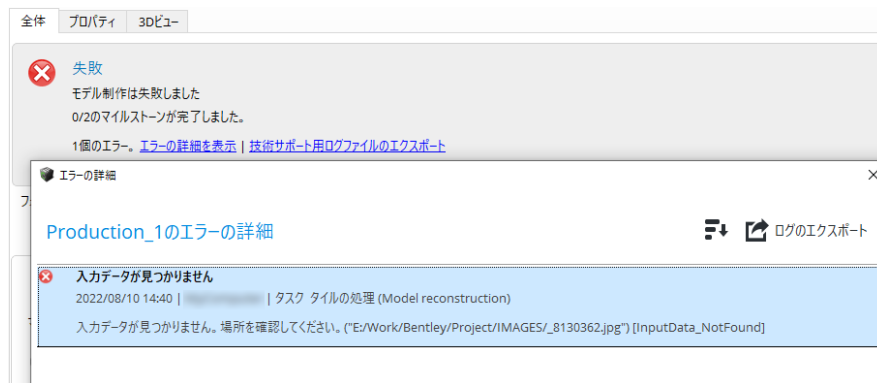 全体 プロパティ 3Dビュー
失敗
モデル制作は失敗しました
0/2のマイルストーンが完了しました。
1個のエラー。エラーの詳細を表示 | 技術サポート用ログファイルのエクスポート
エラーの詳細
Production_1のエラーの詳細
ログのエクスポート
入力データが見つかりません
2022/08/10 14:40 | | タスク タイルの処理 (Model reconstruction)
入力データが見つかりません。場所を確認してください。("E:/Work/Bentley/Project/IMAGES/_8130362.jpg") [InputData_NotFound]